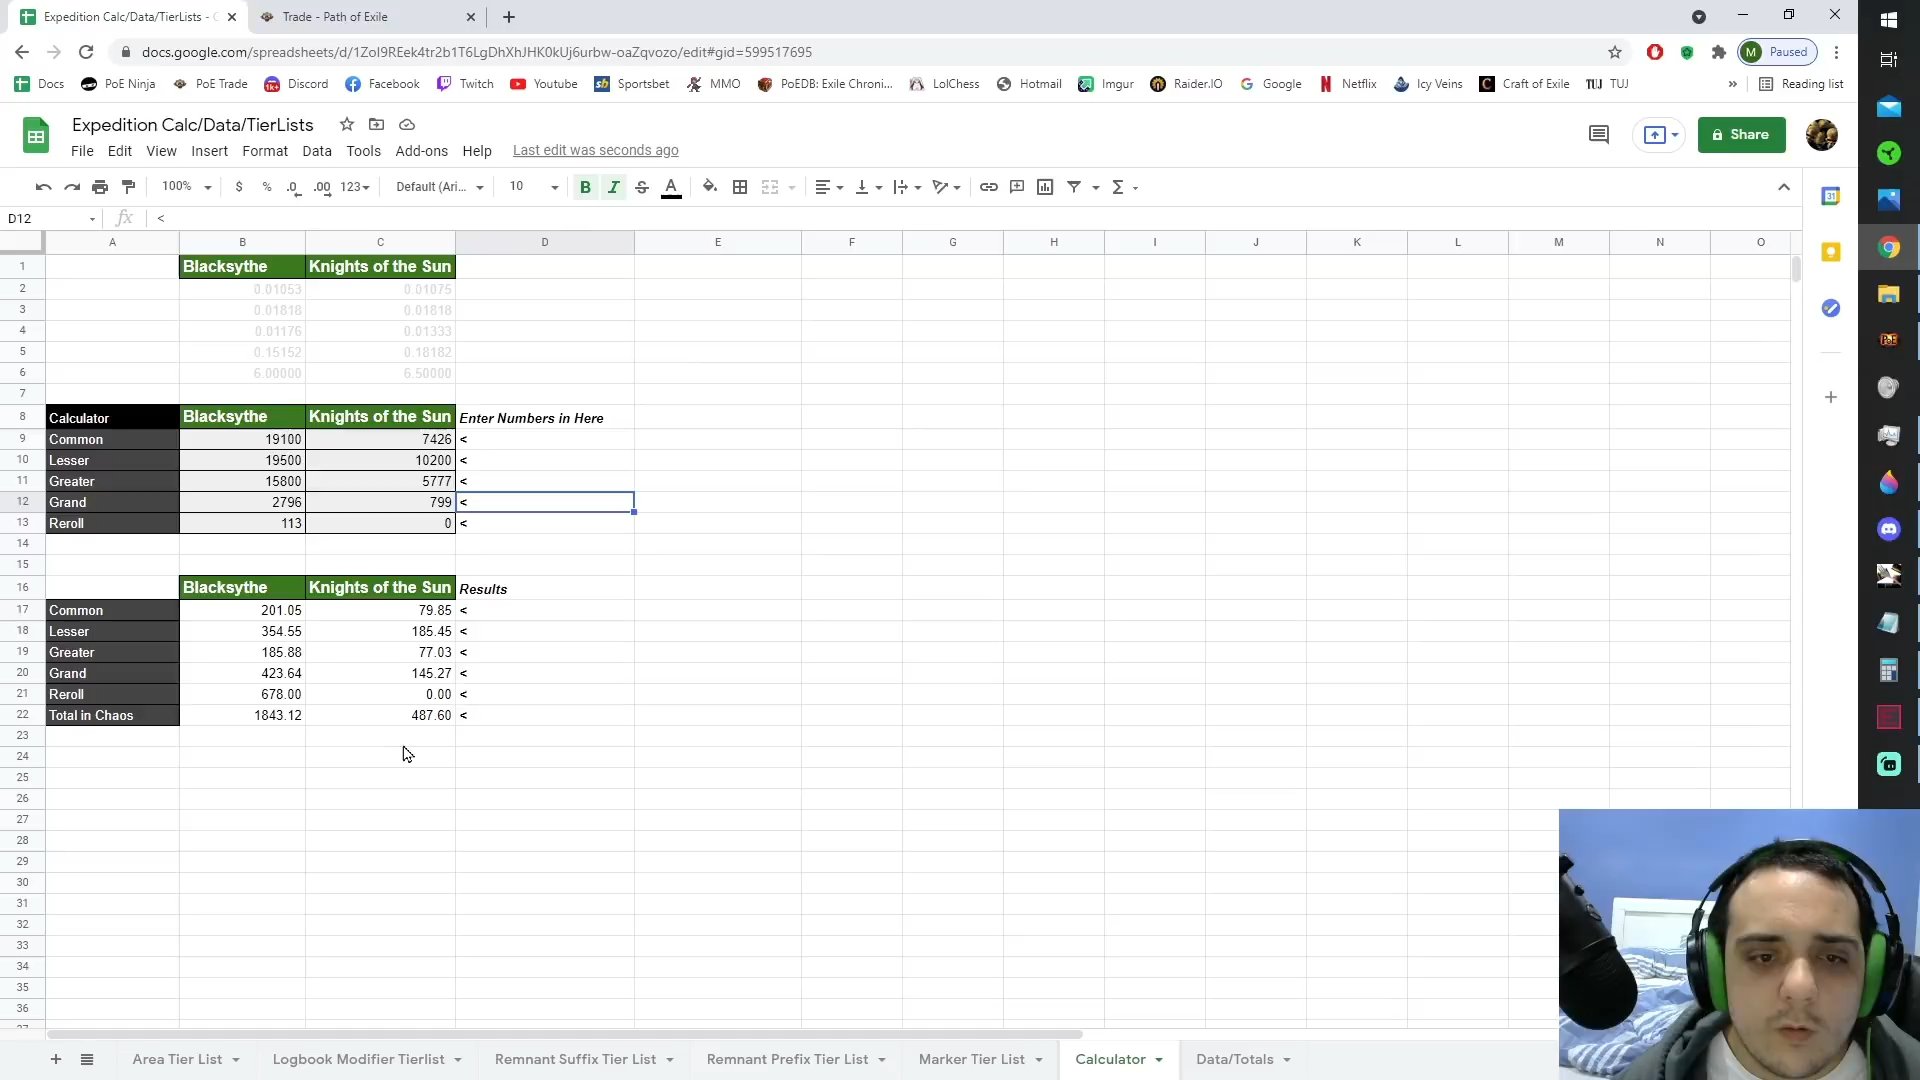 Expedition Calc/Data/TierLists - G
Trade - Path of Exile
docs.google.com/spreadsheets/d/1Zol9REek4tr2b1T6LgDhXhJHK0kUj6urbw-oaZqvozo/edit#gid=599517695
M Paused
Docs PoE Ninja PoE Trade Discord Facebook Twitch Youtube Sportsbet MMO PoEDB: Exile Chroni... LolChess Hotmail Imgur Raider.IO Google Netflix Icy Veins Craft of Exile TUJ TUJ » Reading list
Expedition Calc/Data/TierLists
Share
File Edit View Insert Format Data Tools Add-ons Help Last edit was seconds ago
100% $ % .0 .00 123 Default (Ari... 10 B I S A
D12 fx <
A B C D E F G H I J K L M N O
1 Blacksythe Knights of the Sun
2 0.01053 0.01075
3 0.01818 0.01818
4 0.01176 0.01333
5 0.15152 0.18182
6 6.00000 6.50000
7
8 Calculator Blacksythe Knights of the Sun Enter Numbers in Here
9 Common 19100 7426 <
10 Lesser 19500 10200 <
11 Greater 15800 5777 <
12 Grand 2796 799 <
13 Reroll 113 0 <
14
15
16 Blacksythe Knights of the Sun Results
17 Common 201.05 79.85 <
18 Lesser 354.55 185.45 <
19 Greater 185.88 77.03 <
20 Grand 423.64 145.27 <
21 Reroll 678.00 0.00 <
22 Total in Chaos 1843.12 487.60 <
23
24
25
26
27
28
29
30
31
32
33
34
35
36
Area Tier List Logbook Modifier Tierlist Remnant Suffix Tier List Remnant Prefix Tier List Marker Tier List Calculator Data/Totals